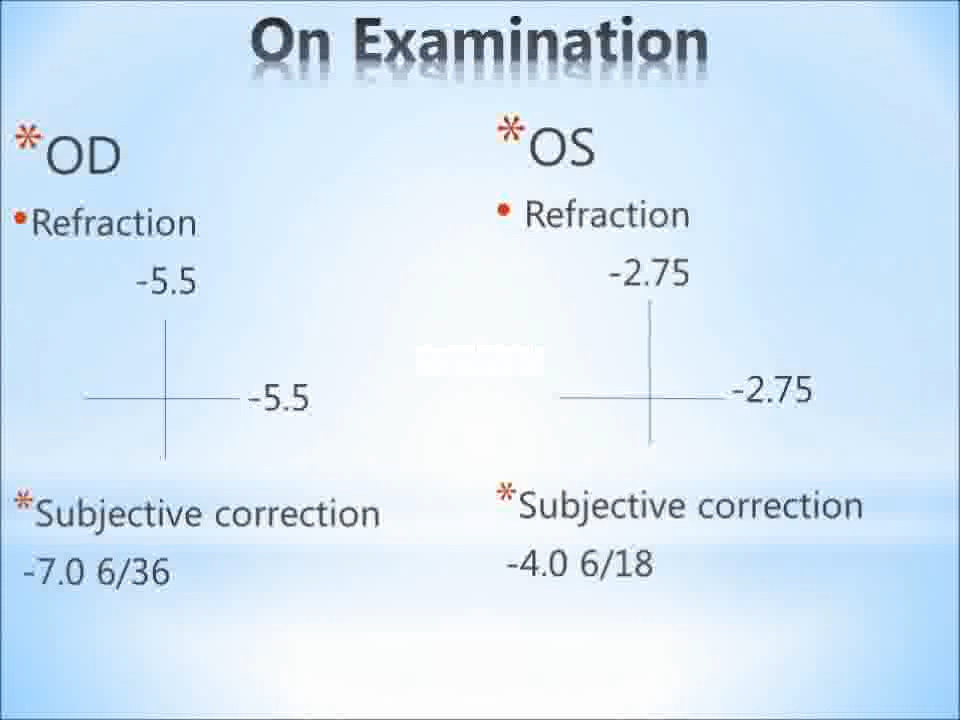 On Examination
*OD
•Refraction
-5.5
-5.5
*Subjective correction
-7.0 6/36
*OS
• Refraction
-2.75
-2.75
*Subjective correction
-4.0 6/18